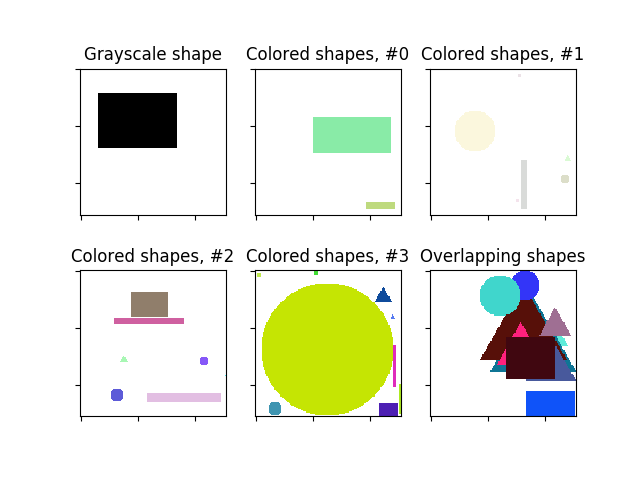 Grayscale shape
Colored shapes, #0
Colored shapes, #1
Colored shapes, #2
Colored shapes, #3
Overlapping shapes